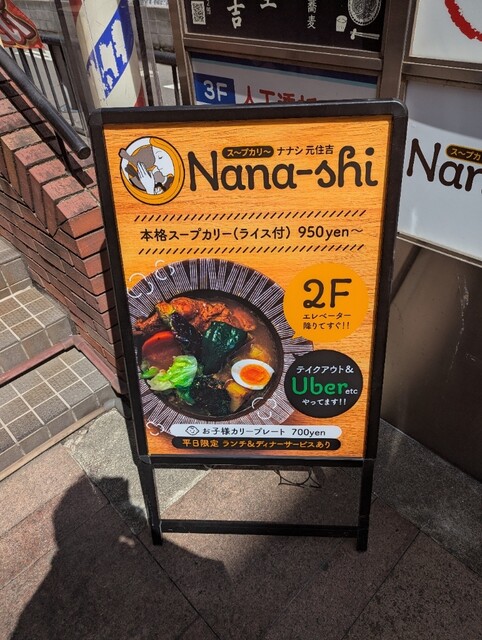 3F
スープカリー ナナシ 元住吉
Nana-shi
本格スープカリー(ライス付) 950yen〜
2F
エレベーター
降りてすぐ!!
テイクアウト&
Uber etc
やってます!!
お子様カリープレート 700yen
平日限定 ランチ&ディナーサービスあり
スープカリー
Nan